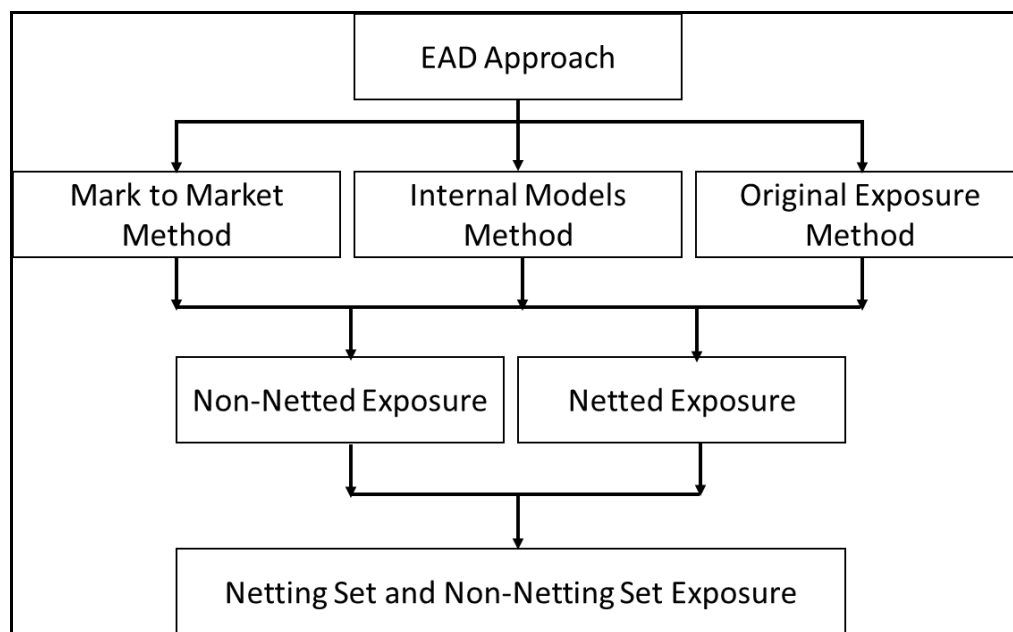 EAD Approach
Mark to Market
Method
Internal Models
Method
Original Exposure
Method
Non-Netted Exposure
Netted Exposure
Netting Set and Non-Netting Set Exposure